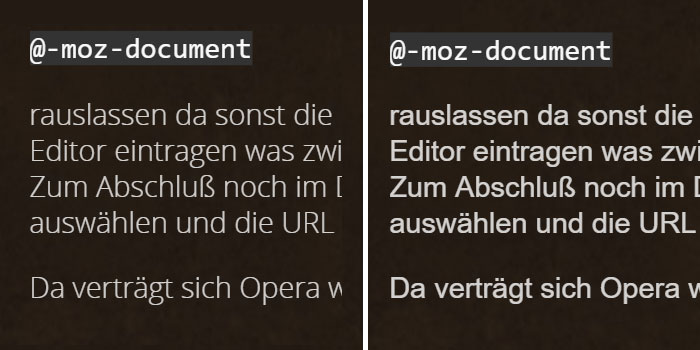 @-moz-document
rauslassen da sonst die
Editor eintragen was zwi
Zum Abschluß noch im
auswählen und die URL
Da verträgt sich Opera w
@-moz-document
rauslassen da sonst die
Editor eintragen was zwi
Zum Abschluß noch im
auswählen und die URL
Da verträgt sich Opera